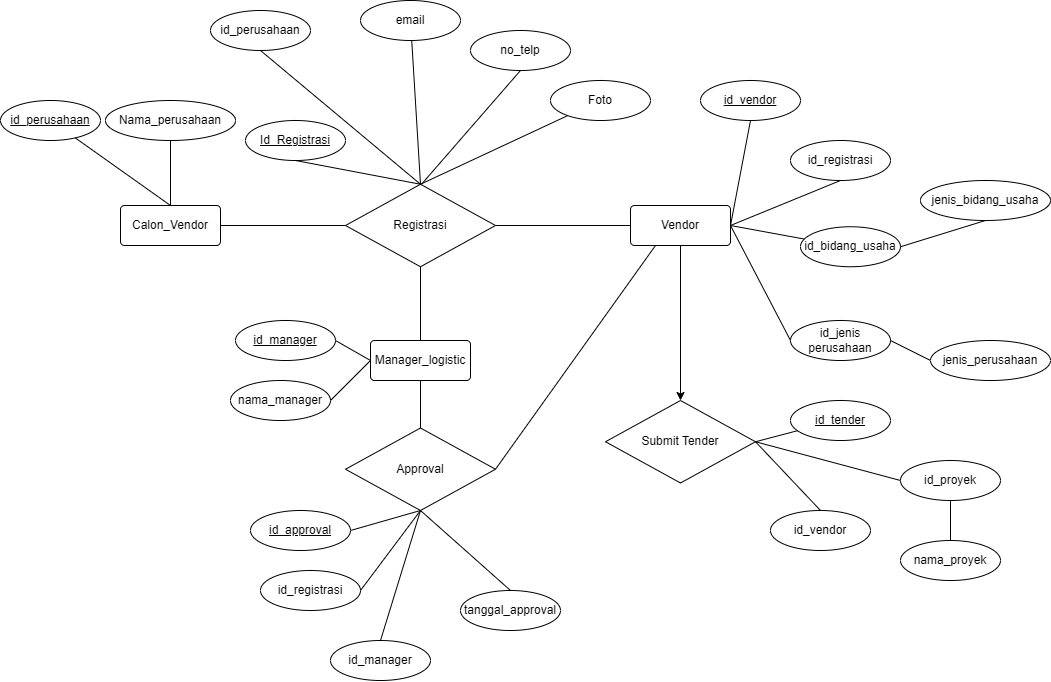 email
id_perusahaan
no_telp
Foto
id_vendor
id_perusahaan
Nama_perusahaan
Id_Registrasi
id_registrasi
jenis_bidang_usaha
Calon_Vendor
Registrasi
Vendor
id_bidang_usaha
id_manager
id_jenis
perusahaan
Manager_logistic
jenis_perusahaan
nama_manager
id_tender
Submit Tender
Approval
id_proyek
id_approval
id_vendor
nama_proyek
id_registrasi
tanggal_approval
id_manager